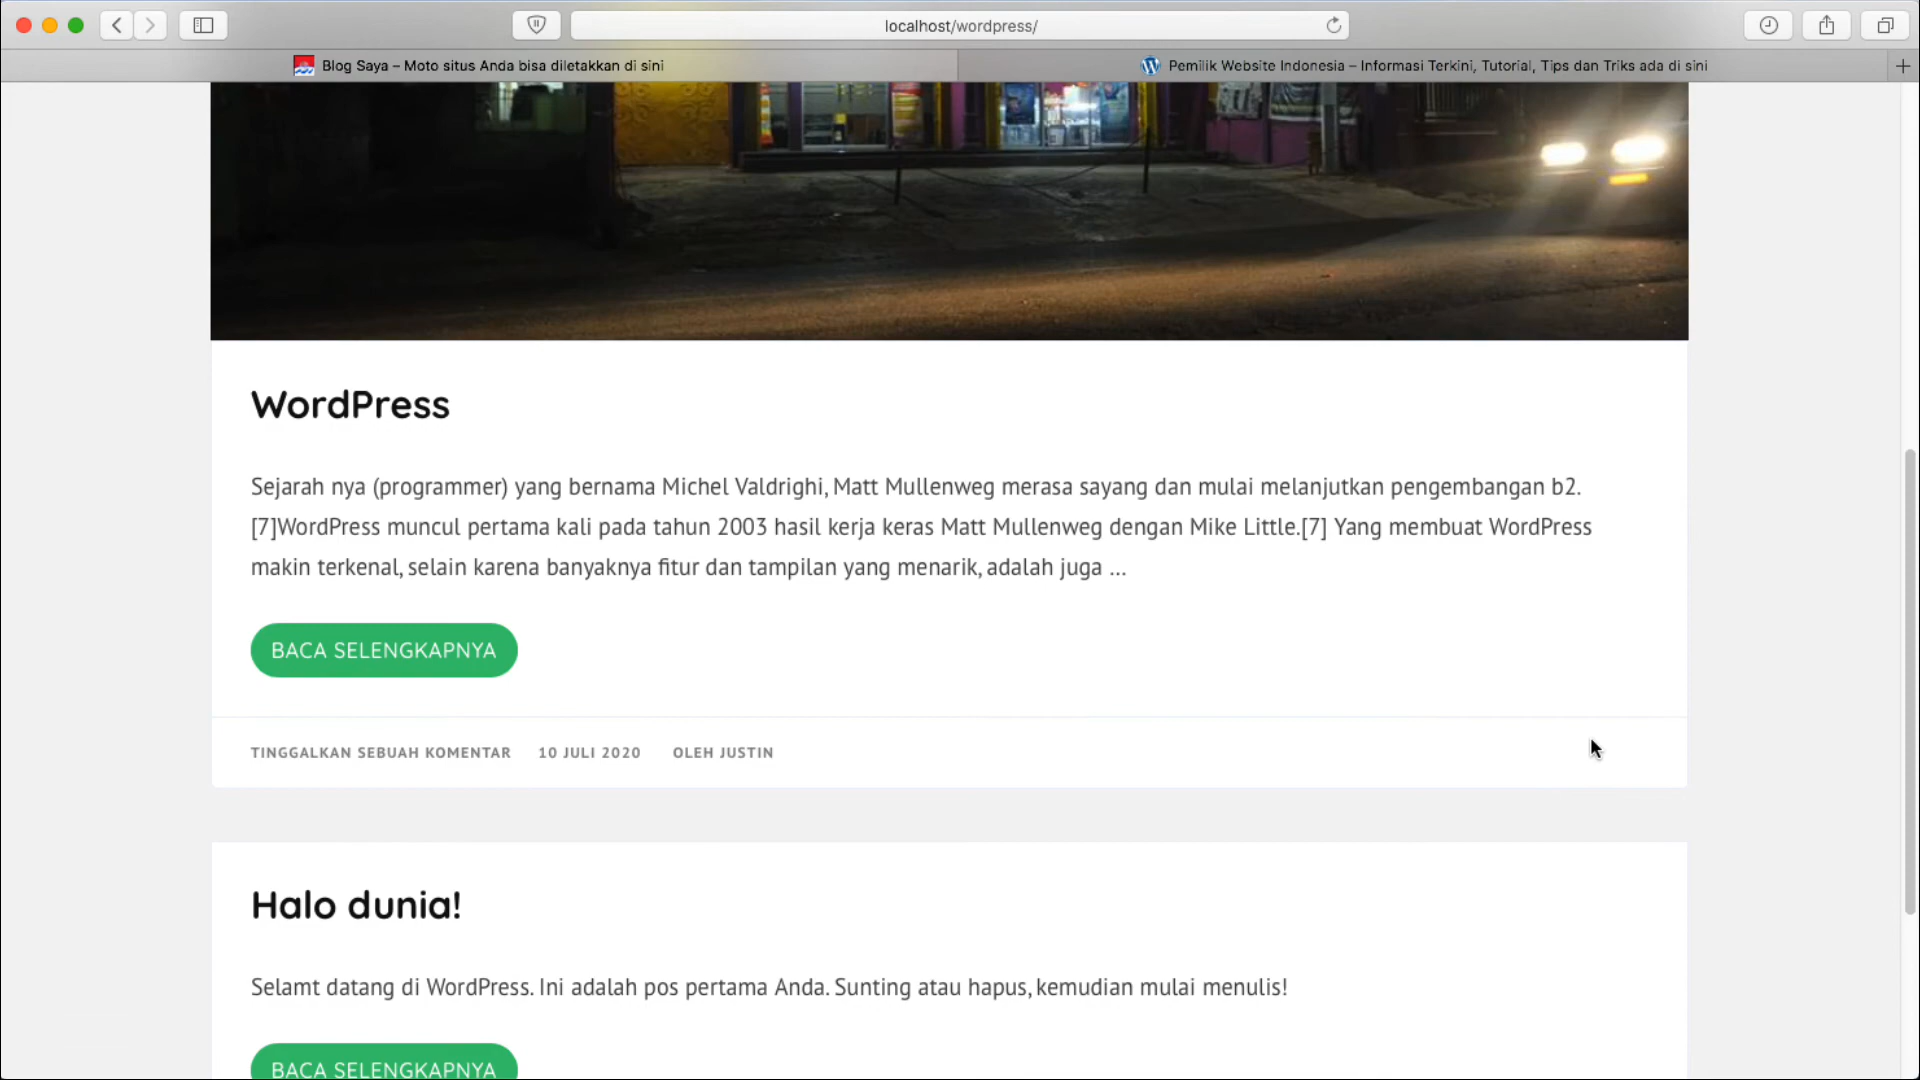 localhost/wordpress/
Blog Saya – Moto situs Anda bisa diletakkan di sini
Pemilik Website Indonesia – Informasi Terkini, Tutorial, Tips dan Triks ada di sini
WordPress
Sejarah nya (programmer) yang bernama Michel Valdrighi, Matt Mullenweg merasa sayang dan mulai melanjutkan pengembangan b2.
[7]WordPress muncul pertama kali pada tahun 2003 hasil kerja keras Matt Mullenweg dengan Mike Little.[7] Yang membuat WordPress
makin terkenal, selain karena banyaknya fitur dan tampilan yang menarik, adalah juga ...
BACA SELENGKAPNYA
TINGGALKAN SEBUAH KOMENTAR 10 JULI 2020 OLEH JUSTIN
Halo dunia!
Selamt datang di WordPress. Ini adalah pos pertama Anda. Sunting atau hapus, kemudian mulai menulis!
BACA SELENGKAPNYA